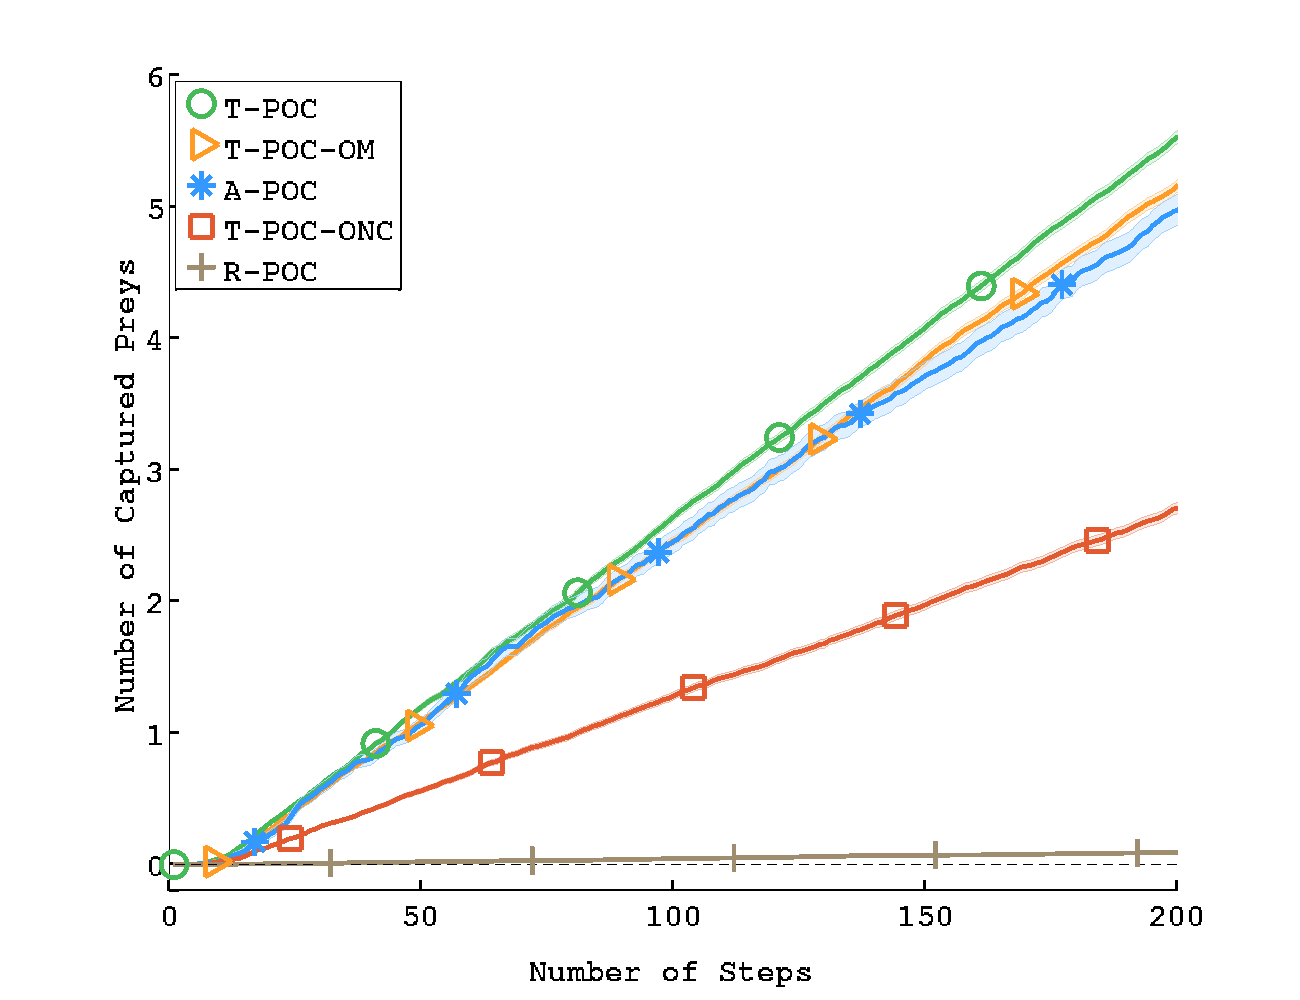 6
5
4
3
2
1
0
T-POC
T-POC-OM
A-POC
T-POC-ONC
R-POC
Number of Captured Preys
0 50 100 150 200
Number of Steps